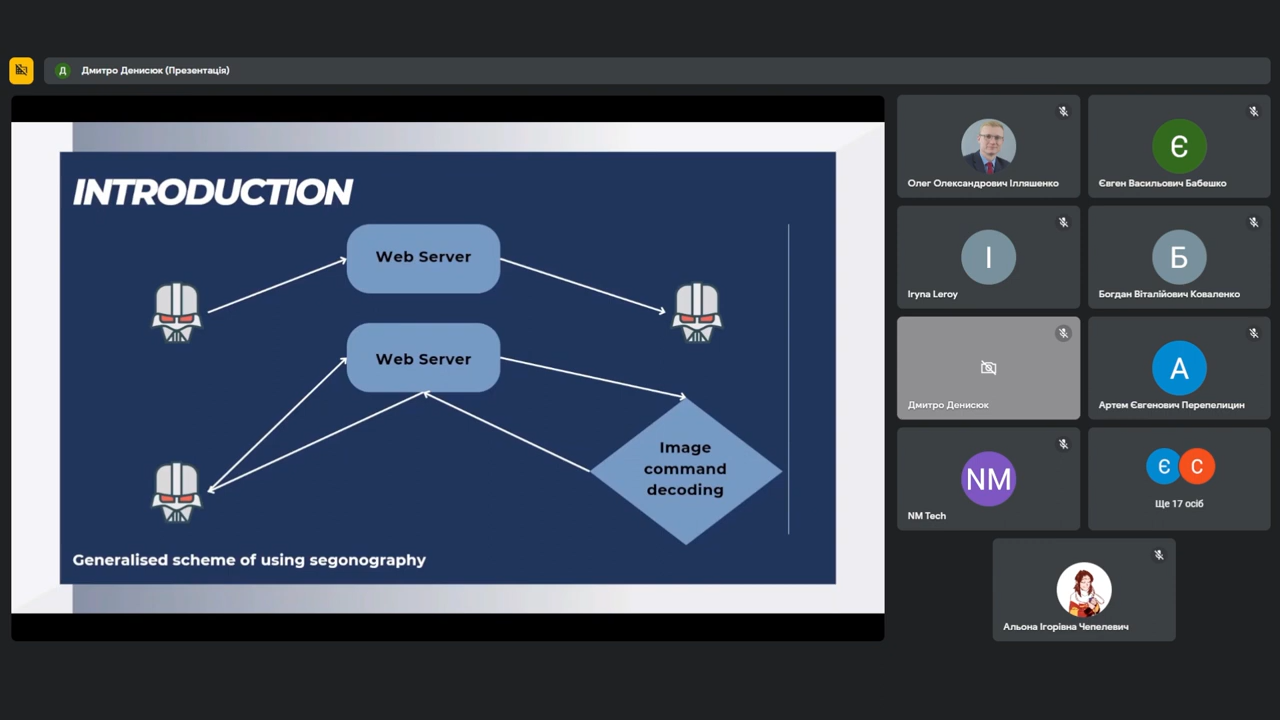 Д
Дмитро Денисюк (Презентація)
INTRODUCTION
Web Server
Web Server
Image
command
decoding
Generalised scheme of using segonography
Олег Олександрович Ілляшенко
Є
Євген Васильович Бабешко
I
Iryna Leroy
Б
Богдан Віталійович Коваленко
Дмитро Денисюк
А
Артем Євгенович Перепелицин
NM
NM Tech
Є
С
Ще 17 осіб
Альона Ігорівна Чепелевич